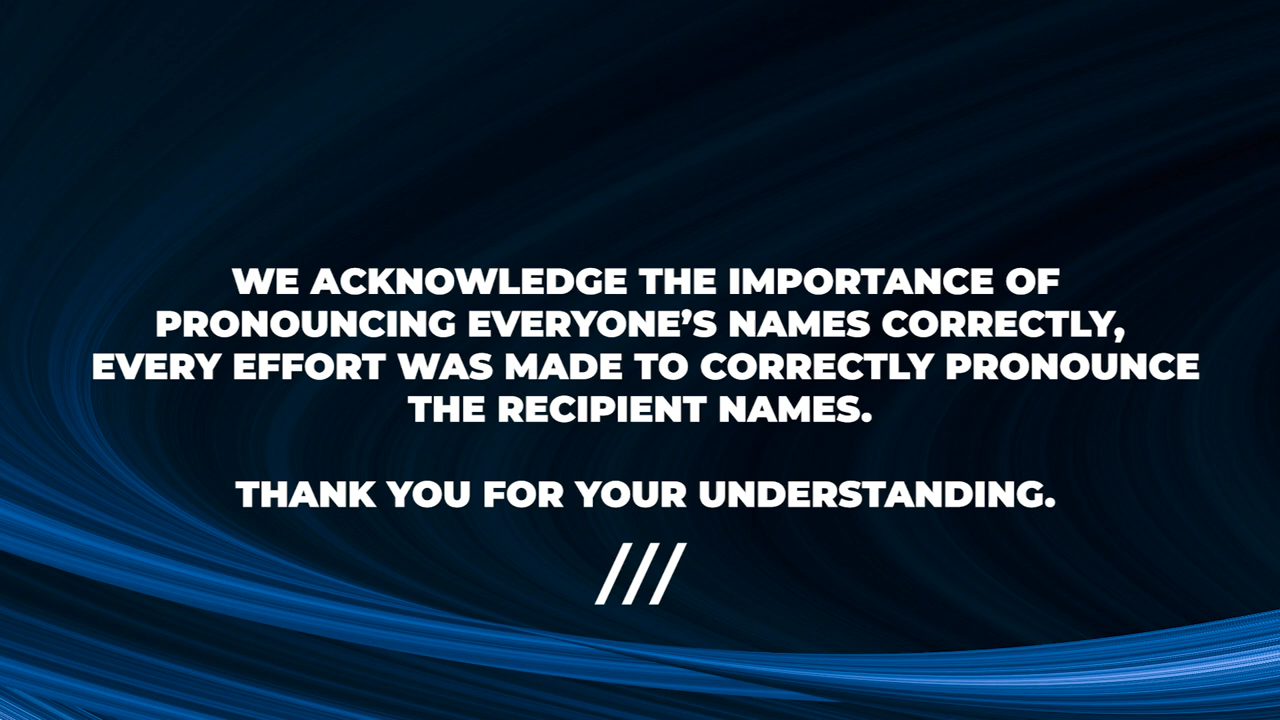 WE ACKNOWLEDGE THE IMPORTANCE OF
PRONOUNCING EVERYONE’S NAMES CORRECTLY,
EVERY EFFORT WAS MADE TO CORRECTLY PRONOUNCE
THE RECIPIENT NAMES.
THANK YOU FOR YOUR UNDERSTANDING.
///